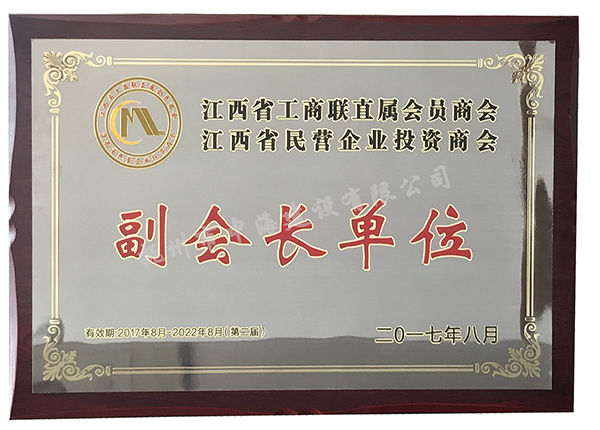 江西省工商联直属会员商会
江西省民营企业投资商会
副会长单位
有效期:2017年8月-2022年8月(第二届)
二〇一七年八月